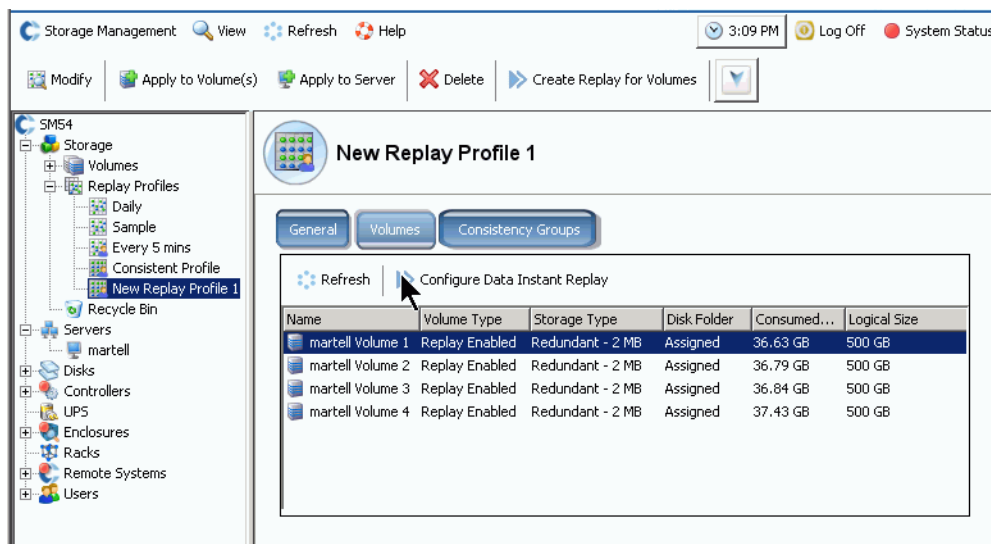 Storage Management View Refresh Help 3:09 PM Log Off System Status
Modify Apply to Volume(s) Apply to Server Delete Create Replay for Volumes
SM54
Storage
Volumes
Replay Profiles
Daily
Sample
Every 5 mins
Consistent Profile
New Replay Profile 1
Recycle Bin
Servers
martell
Disks
Controllers
UPS
Enclosures
Racks
Remote Systems
Users
New Replay Profile 1
General Volumes Consistency Groups
Refresh Configure Data Instant Replay
Name Volume Type Storage Type Disk Folder Consumed... Logical Size
martell Volume 1 Replay Enabled Redundant - 2 MB Assigned 36.63 GB 500 GB
martell Volume 2 Replay Enabled Redundant - 2 MB Assigned 36.79 GB 500 GB
martell Volume 3 Replay Enabled Redundant - 2 MB Assigned 36.84 GB 500 GB
martell Volume 4 Replay Enabled Redundant - 2 MB Assigned 37.43 GB 500 GB